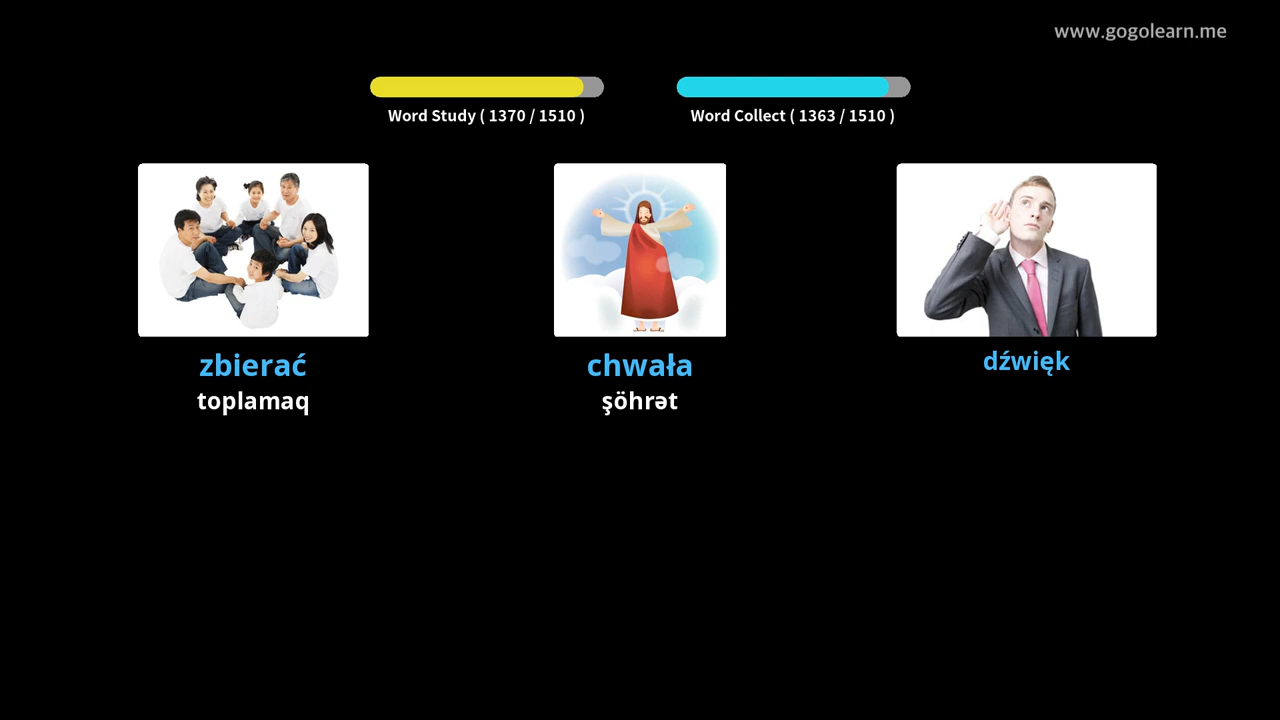 www.gogolearn.me
Word Study ( 1370 / 1510 )
Word Collect ( 1363 / 1510 )
zbierać
toplamaq
chwała
şöhrət
dźwięk